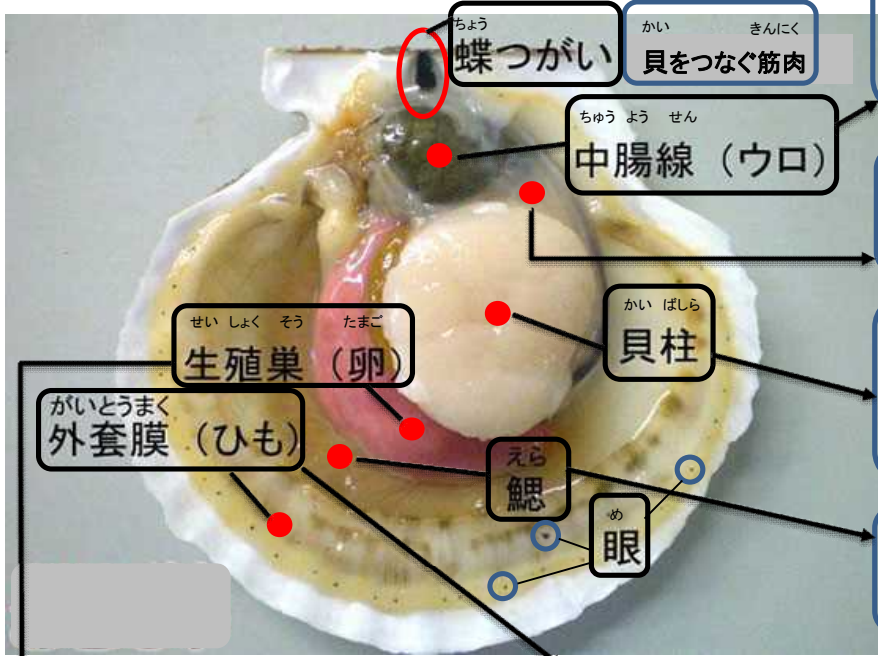 ちょう
蝶つがい
かい きんにく
貝をつなぐ筋肉
ちゅう よう せん
中腸線（ウロ）
せい しょく そう たまご
生殖巣（卵）
かい ばしら
貝柱
がいとうまく
外套膜（ひも）
えら
鰓
め
眼